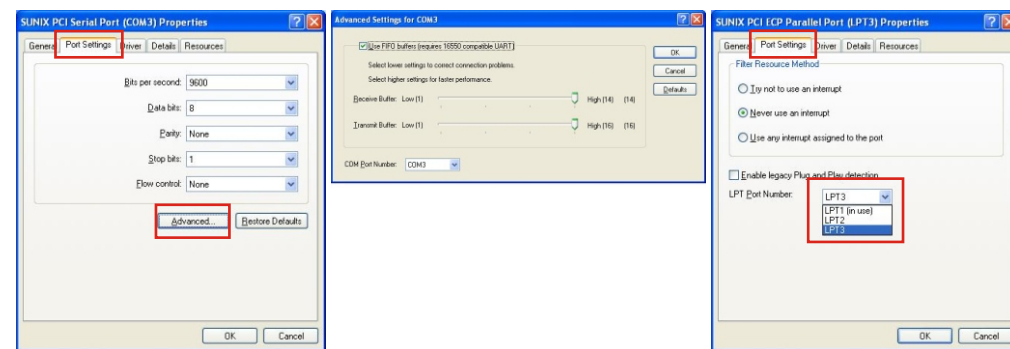 SUNIX PCI Serial Port (COM3) Properties
General Port Settings Driver Details Resources
Bits per second: 9600
Data bits: 8
Parity: None
Stop bits: 1
Flow control: None
Advanced... Restore Defaults
OK Cancel
Advanced Settings for COM3
Use FIFO buffers (requires 16550 compatible UART)
Select lower settings to correct connection problems.
Select higher settings for faster performance.
Receive Buffer: Low (1) High (14) (14)
Transmit Buffer: Low (1) High (16) (16)
COM Port Number: COM3
OK
Cancel
Defaults
SUNIX PCI ECP Parallel Port (LPT3) Properties
General Port Settings Driver Details Resources
Filter Resource Method
Try not to use an interrupt
Never use an interrupt
Use any interrupt assigned to the port
Enable legacy Plug and Play detection
LPT Port Number: LPT3
LPT1 (in use)
LPT2
LPT3
OK Cancel